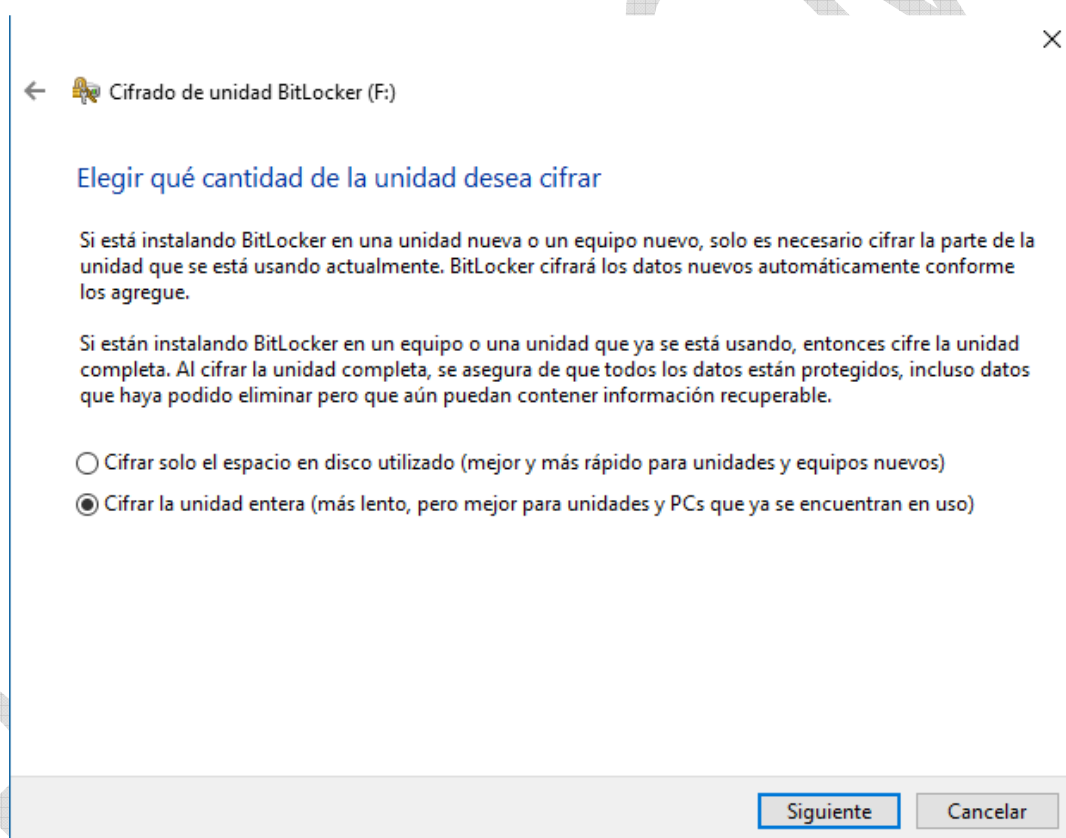 Cifrado de unidad BitLocker (F:)
Elegir qué cantidad de la unidad desea cifrar
Si está instalando BitLocker en una unidad nueva o un equipo nuevo, solo es necesario cifrar la parte de la
unidad que se está usando actualmente. BitLocker cifrará los datos nuevos automáticamente conforme
los agregue.
Si están instalando BitLocker en un equipo o una unidad que ya se está usando, entonces cifre la unidad
completa. Al cifrar la unidad completa, se asegura de que todos los datos están protegidos, incluso datos
que haya podido eliminar pero que aún puedan contener información recuperable.
Cifrar solo el espacio en disco utilizado (mejor y más rápido para unidades y equipos nuevos)
Cifrar la unidad entera (más lento, pero mejor para unidades y PCs que ya se encuentran en uso)
Siguiente Cancelar